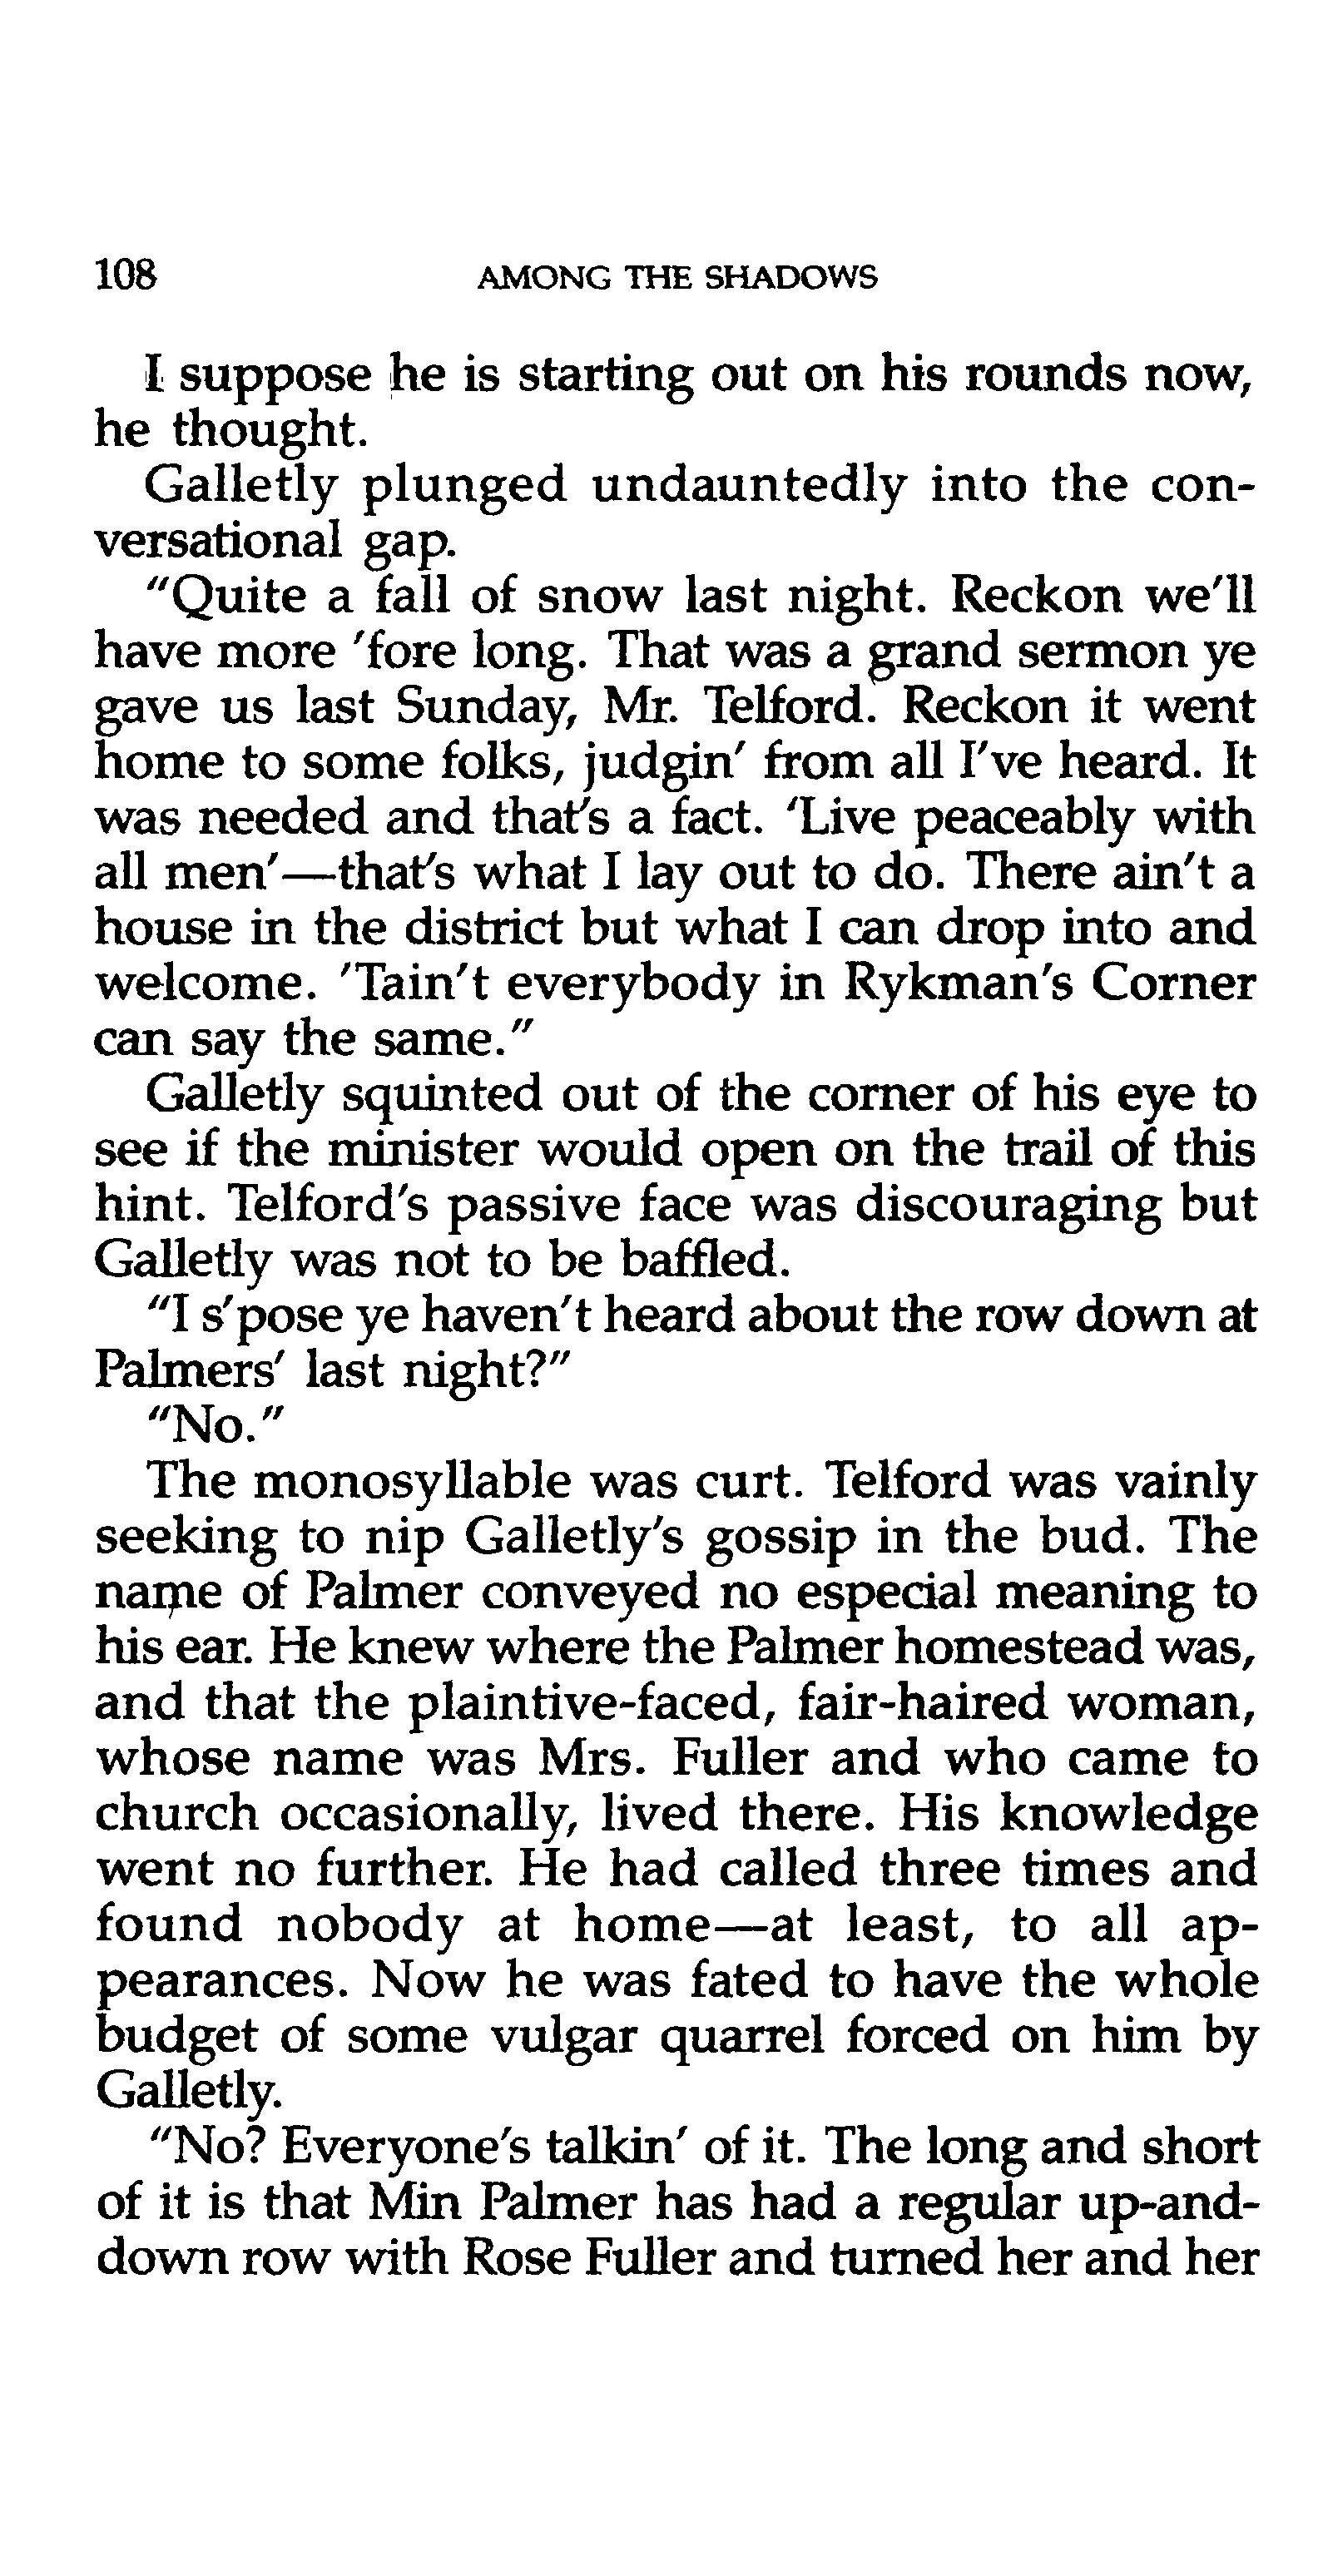 108 AMONG THE SHADOWS
I suppose he is starting out on his rounds now,
he thought.
Galletly plunged undauntedly into the con-
versational gap.
"Quite a fall of snow last night. Reckon we'll
have more 'fore long. That was a grand sermon ye
gave us last Sunday, Mr. Telford. Reckon it went
home to some folks, judgin' from all I've heard. It
was needed and that's a fact. 'Live peaceably with
all men'—that's what I lay out to do. There ain't a
house in the district but what I can drop into and
welcome. 'Tain't everybody in Rykman's Corner
can say the same."
Galletly squinted out of the corner of his eye to
see if the minister would open on the trail of this
hint. Telford's passive face was discouraging but
Galletly was not to be baffled.
"I s'pose ye haven't heard about the row down at
Palmers' last night?"
"No."
The monosyllable was curt. Telford was vainly
seeking to nip Galletly's gossip in the bud. The
name of Palmer conveyed no especial meaning to
his ear. He knew where the Palmer homestead was,
and that the plaintive-faced, fair-haired woman,
whose name was Mrs. Fuller and who came to
church occasionally, lived there. His knowledge
went no further. He had called three times and
found nobody at home—at least, to all ap-
pearances. Now he was fated to have the whole
budget of some vulgar quarrel forced on him by
Galletly.
"No? Everyone's talkin' of it. The long and short
of it is that Min Palmer has had a regular up-and-
down row with Rose Fuller and turned her and her